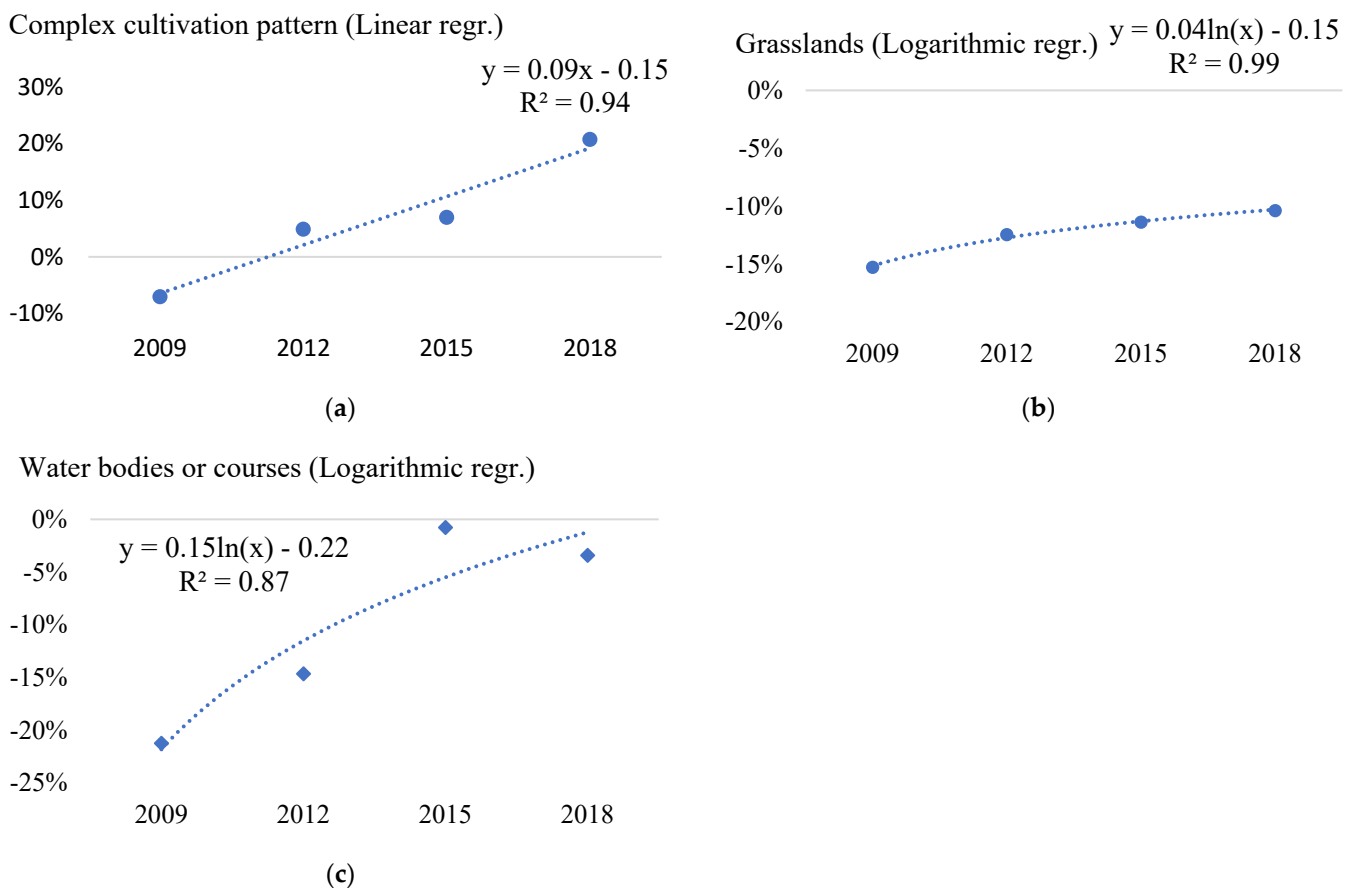 Complex cultivation pattern (Linear regr.)
y = 0.09x - 0.15
R² = 0.94
30%
20%
10%
0%
-10%
2009 2012 2015 2018
(a)
Grasslands (Logarithmic regr.)
y = 0.04ln(x) - 0.15
R² = 0.99
0%
-5%
-10%
-15%
-20%
2009 2012 2015 2018
(b)
Water bodies or courses (Logarithmic regr.)
y = 0.15ln(x) - 0.22
R² = 0.87
0%
-5%
-10%
-15%
-20%
-25%
2009 2012 2015 2018
(c)